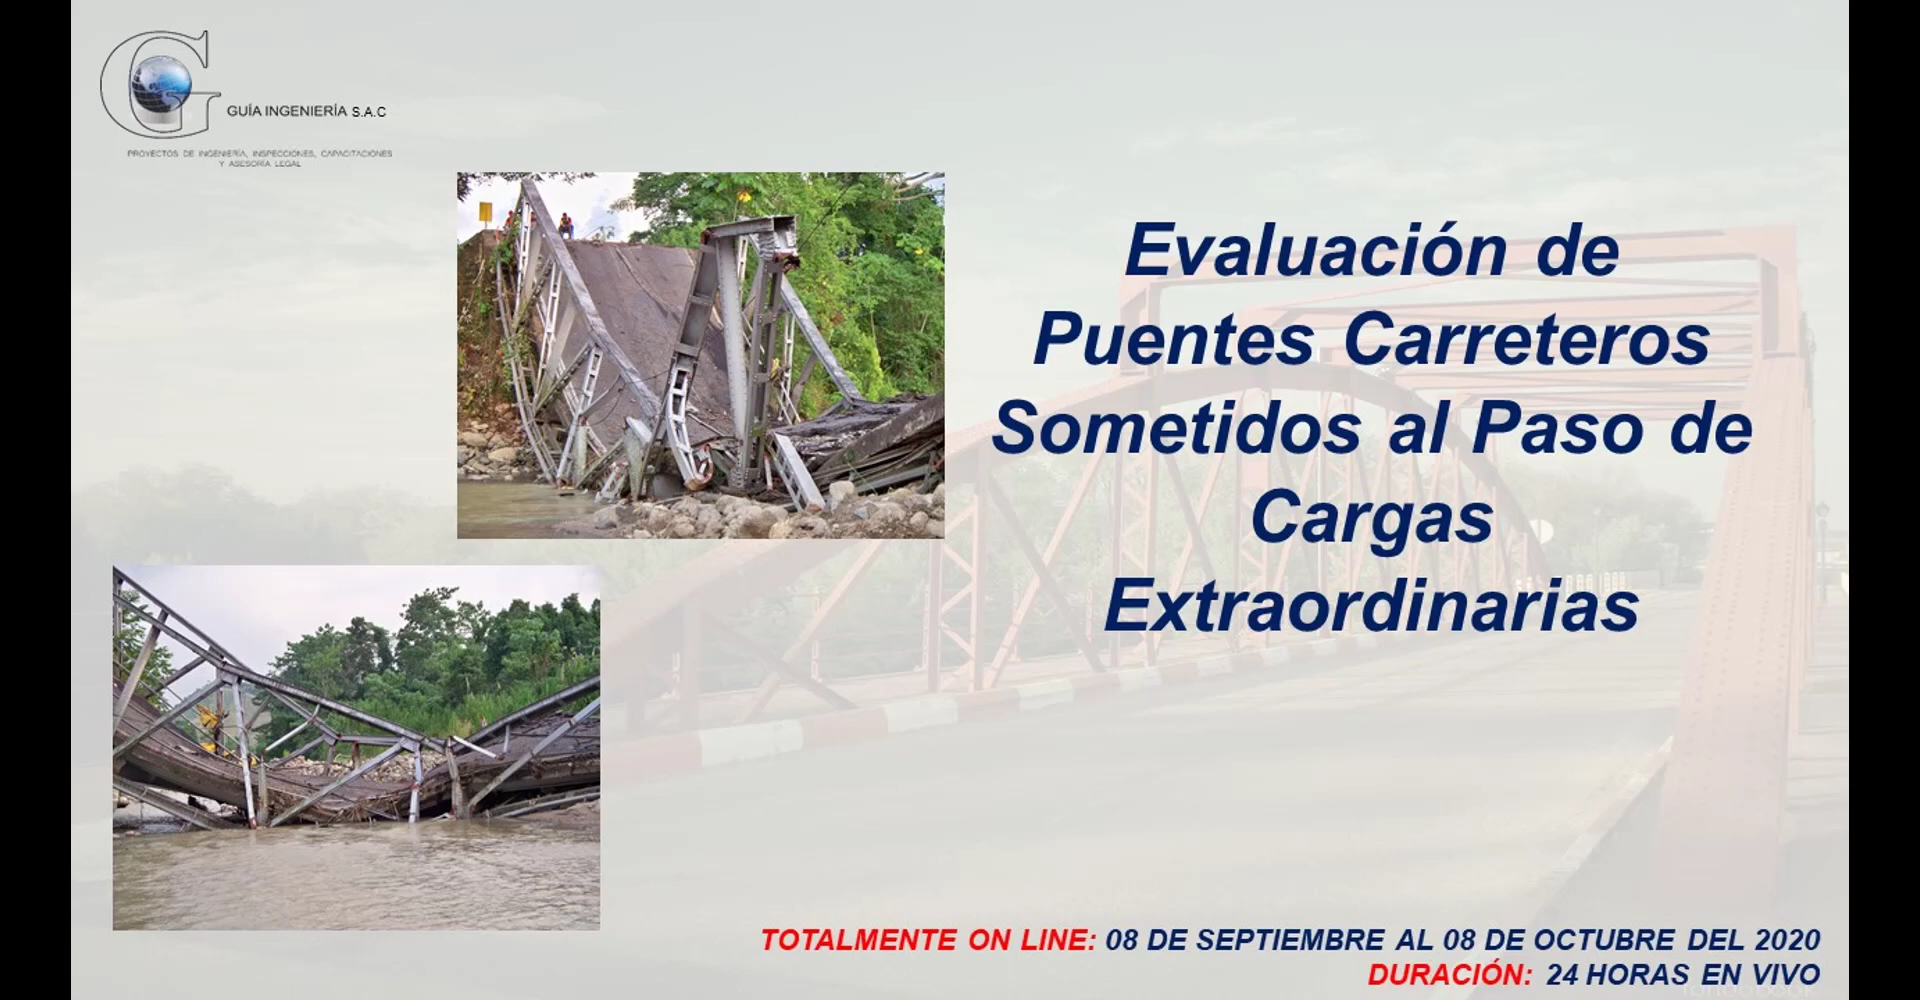 GUÍA INGENIERÍA S.A.C
PROYECTOS DE INGENIERÍA, INSPECCIONES, CAPACITACIONES
Y ASESORÍA LEGAL
Evaluación de
Puentes Carreteros
Sometidos al Paso de
Cargas
Extraordinarias
TOTALMENTE ON LINE: 08 DE SEPTIEMBRE AL 08 DE OCTUBRE DEL 2020
DURACIÓN: 24 HORAS EN VIVO